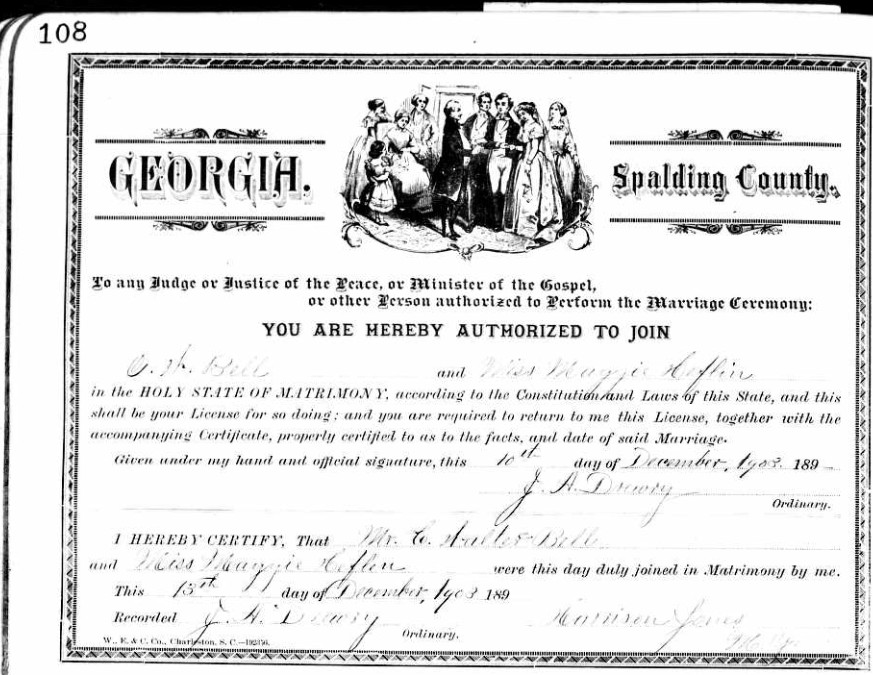 108
GEORGIA.
Spalding County.
To any Judge or Justice of the Peace, or Minister of the Gospel,
or other Person authorized to Perform the Marriage Ceremony:
YOU ARE HEREBY AUTHORIZED TO JOIN
C. W. Bell and Miss Maggie Heflin
in the HOLY STATE OF MATRIMONY, according to the Constitution and Laws of this State, and this
shall be your License for so doing; and you are required to return to me this License, together with the
accompanying Certificate, properly certified to as to the facts, and date of said Marriage.
Given under my hand and official signature, this 10th day of December, 1903 189
J. A. Drewry
Ordinary.
I HEREBY CERTIFY, That Mr. C. Walter Bell
and Miss Maggie Heflin were this day duly joined in Matrimony by me.
This 13th day of December, 1903 189
Recorded J. A. Drewry Harrison Jones
Ordinary.
W., E. & C. Co., Charleston, S. C.